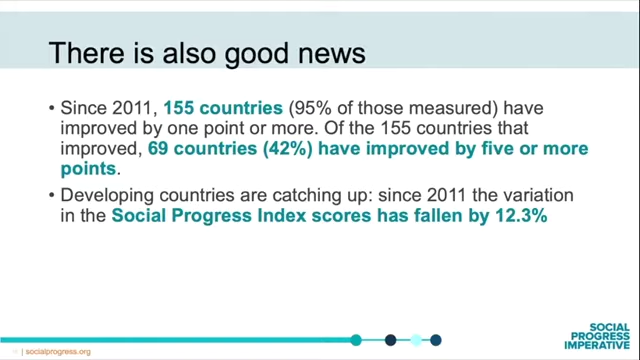 There is also good news
• Since 2011, 155 countries (95% of those measured) have
improved by one point or more. Of the 155 countries that
improved, 69 countries (42%) have improved by five or more
points.
• Developing countries are catching up: since 2011 the variation
in the Social Progress Index scores has fallen by 12.3%
| socialprogress.org
SOCIAL
PROGRESS
IMPERATIVE